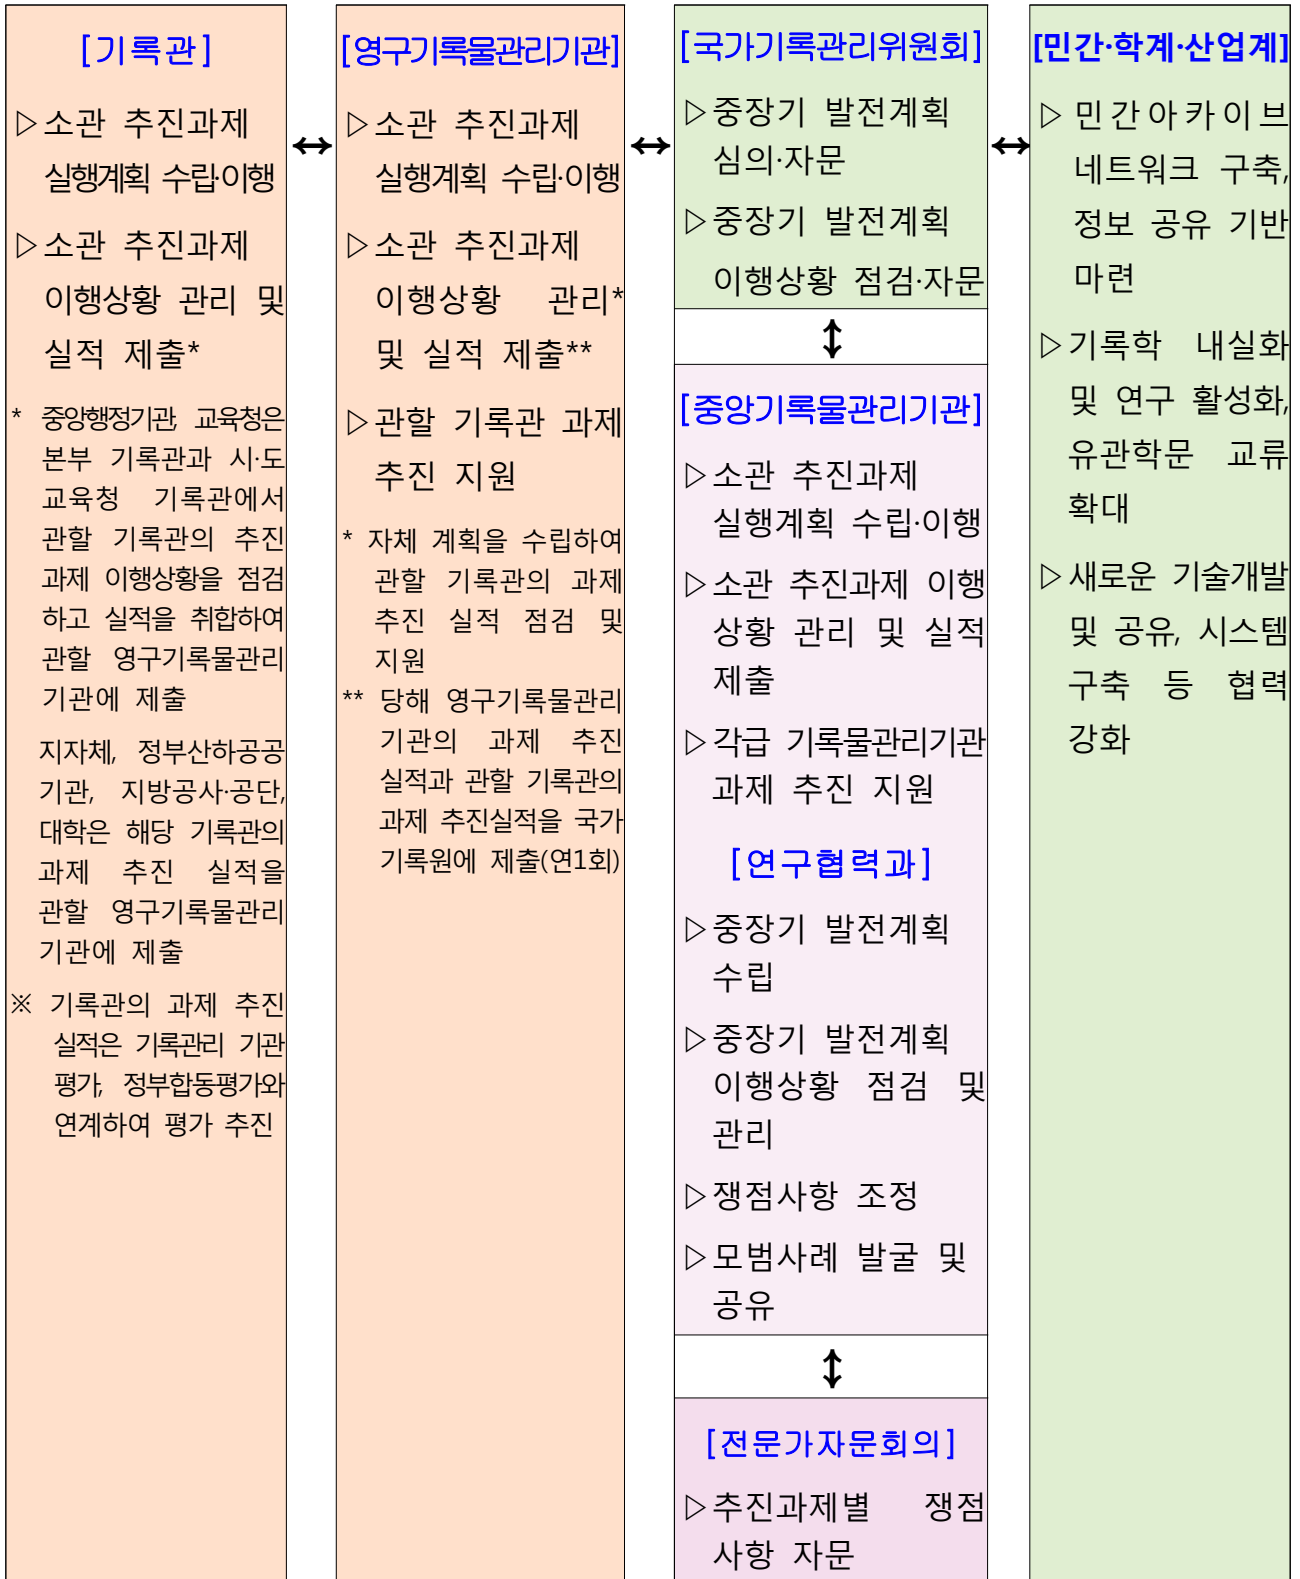 [기록관]
▷소관 추진과제
실행계획 수립·이행
▷소관 추진과제
이행상황 관리 및
실적 제출*
* 중앙행정기관, 교육청은
본부 기록관과 시·도
교육청 기록관에서
관할 기록관의 추진
과제 이행상황을 점검
하고 실적을 취합하여
관할 영구기록물관리
기관에 제출
지자체, 정부산하공공
기관, 지방공사·공단,
대학은 해당 기록관의
과제 추진 실적을
관할 영구기록물관리
기관에 제출
※ 기록관의 과제 추진
실적은 기록관리 기관
평가, 정부합동평가와
연계하여 평가 추진
↔
[영구기록물관리기관]
▷소관 추진과제
실행계획 수립·이행
▷소관 추진과제
이행상황 관리*
및 실적 제출**
▷관할 기록관 과제
추진 지원
* 자체 계획을 수립하여
관할 기록관의 과제
추진 실적 점검 및
지원
** 당해 영구기록물관리
기관의 과제 추진
실적과 관할 기록관의
과제 추진실적을 국가
기록원에 제출(연1회)
↔
[국가기록관리위원회]
▷중장기 발전계획
심의·자문
▷중장기 발전계획
이행상황 점검·자문
↕
[중앙기록물관리기관]
▷소관 추진과제
실행계획 수립·이행
▷소관 추진과제 이행
상황 관리 및 실적
제출
▷각급 기록물관리기관
과제 추진 지원
[연구협력과]
▷중장기 발전계획
수립
▷중장기 발전계획
이행상황 점검 및
관리
▷쟁점사항 조정
▷모범사례 발굴 및
공유
↕
[전문가자문회의]
▷추진과제별 쟁점
사항 자문
↔
[민간·학계·산업계]
▷ 민간아카이브
네트워크 구축,
정보 공유 기반
마련
▷기록학 내실화
및 연구 활성화,
유관학문 교류
확대
▷새로운 기술개발
및 공유, 시스템
구축 등 협력
강화